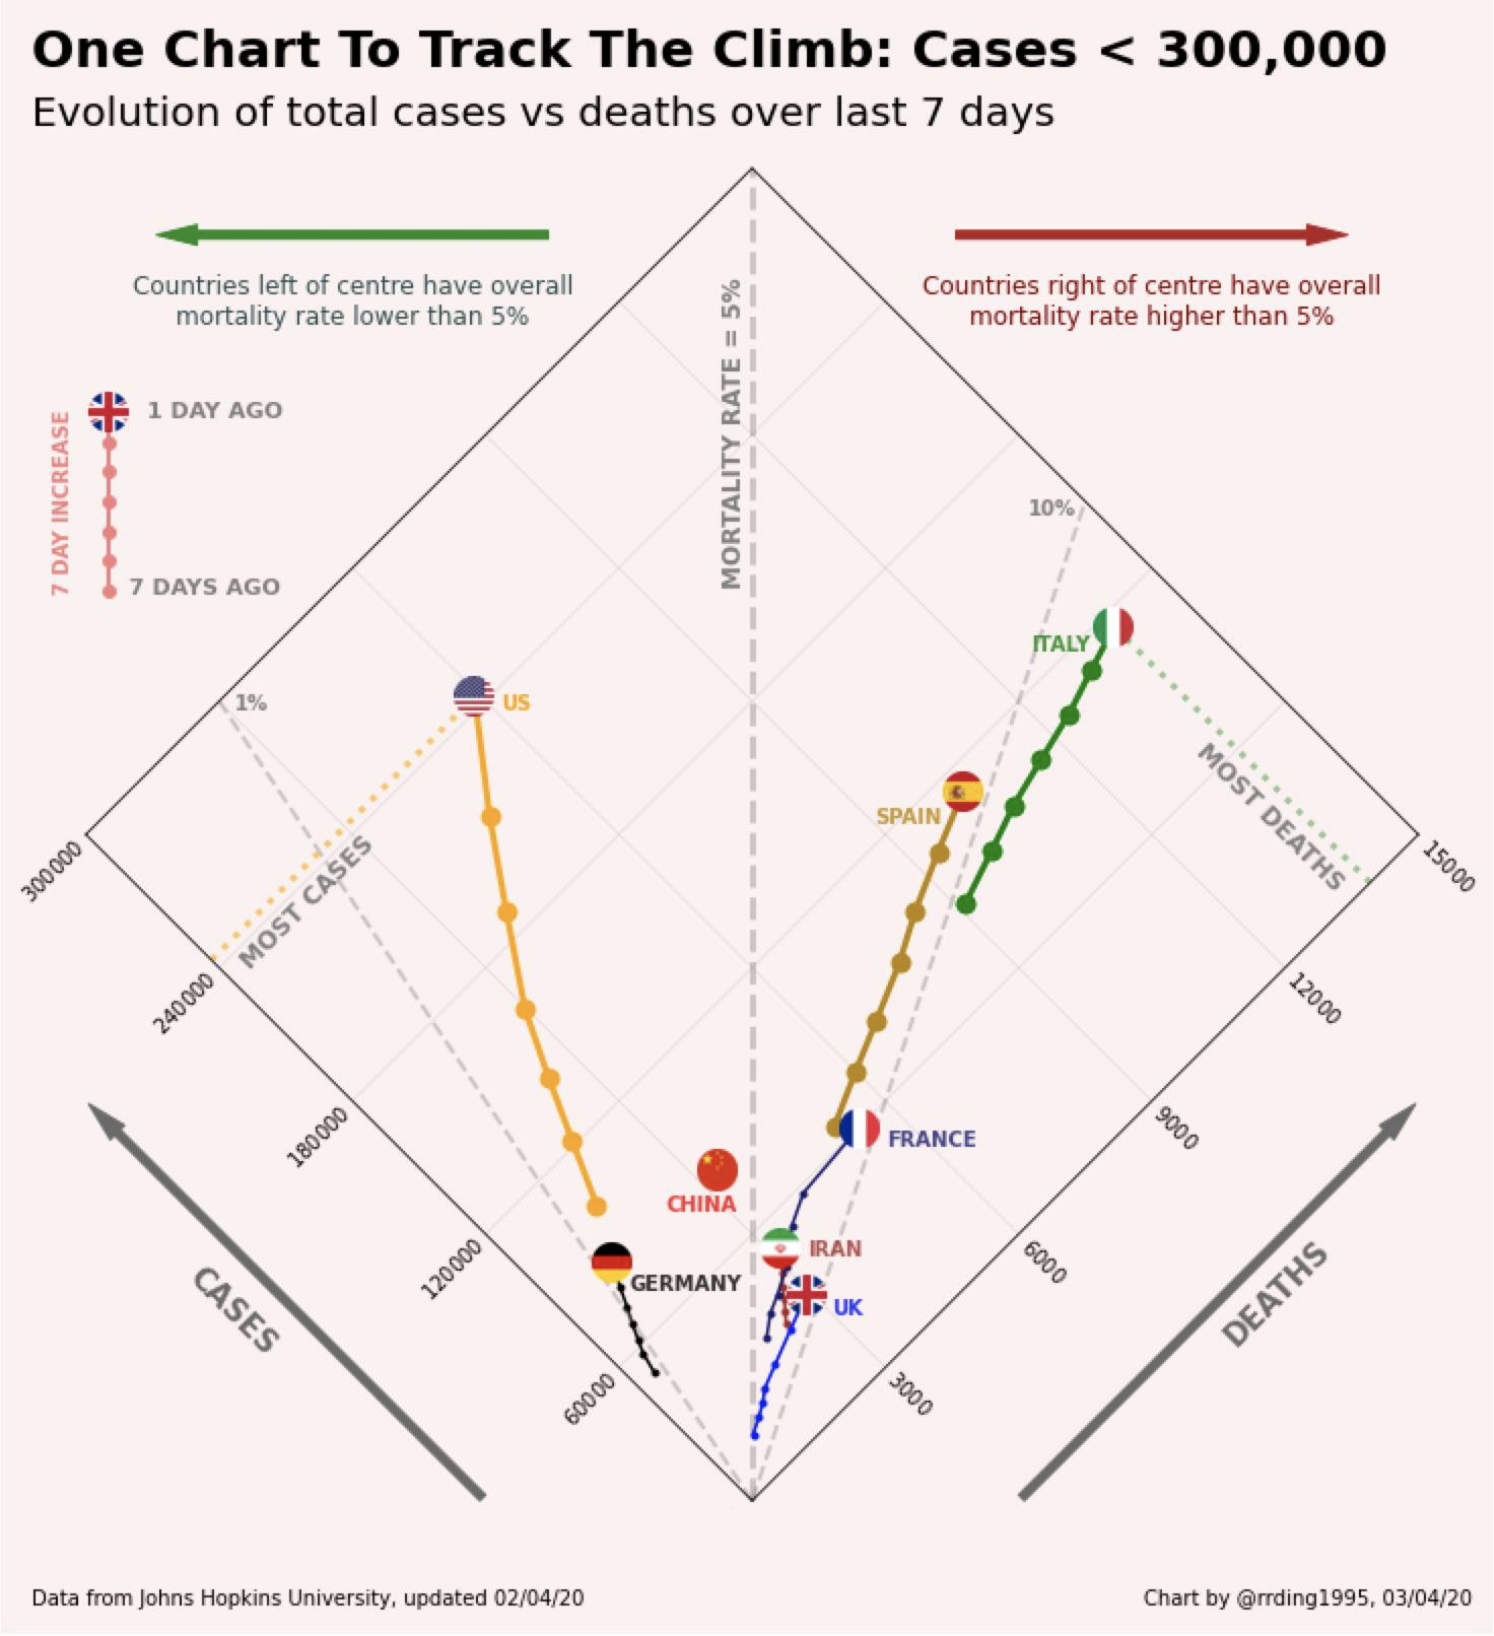 One Chart To Track The Climb: Cases < 300,000
Evolution of total cases vs deaths over last 7 days
Countries left of centre have overall
mortality rate lower than 5%
Countries right of centre have overall
mortality rate higher than 5%
MORTALITY RATE = 5%
7 DAY INCREASE
1 DAY AGO
7 DAYS AGO
10%
1%
ITALY
US
SPAIN
MOST DEATHS
MOST CASES
FRANCE
CHINA
IRAN
GERMANY
UK
300000
240000
180000
120000
60000
15000
12000
9000
6000
3000
CASES
DEATHS
Data from Johns Hopkins University, updated 02/04/20
Chart by @rrding1995, 03/04/20